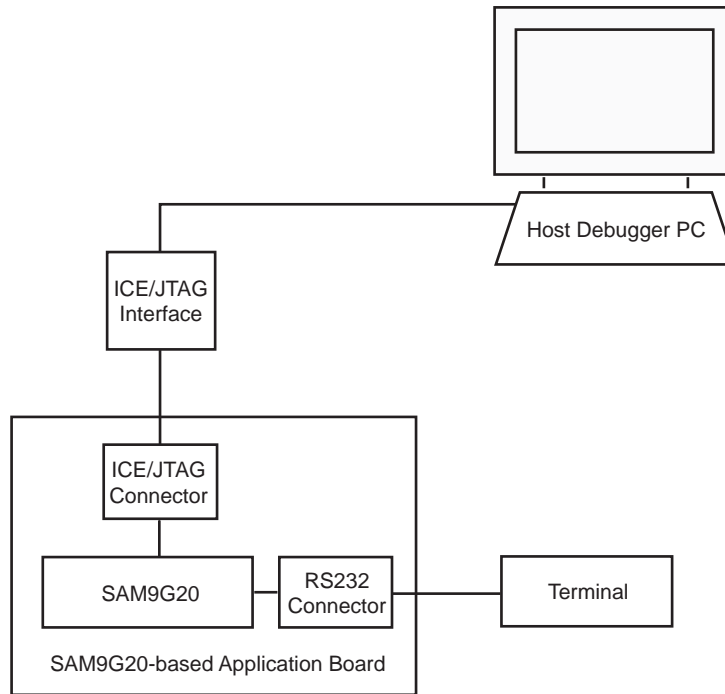 Host Debugger PC
ICE/JTAG
Interface
ICE/JTAG
Connector
SAM9G20
RS232
Connector
Terminal
SAM9G20-based Application Board